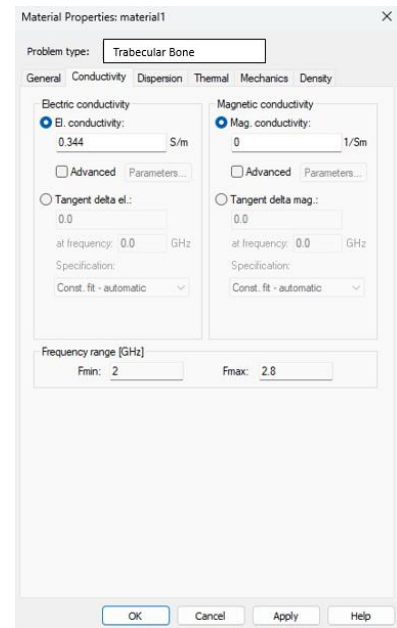 Material Properties: material1
Problem type: Trabecular Bone
General Conductivity Dispersion Thermal Mechanics Density
Electric conductivity Magnetic conductivity
El. conductivity: Mag. conductivity:
0.344 S/m 0 1/Sm
Advanced Parameters... Advanced Parameters...
Tangent delta el.: Tangent delta mag.:
0.0 0.0
at frequency: 0.0 GHz at frequency: 0.0 GHz
Specification: Specification:
Const. fit - automatic Const. fit - automatic
Frequency range [GHz]
Fmin: 2 Fmax: 2.8
OK Cancel Apply Help